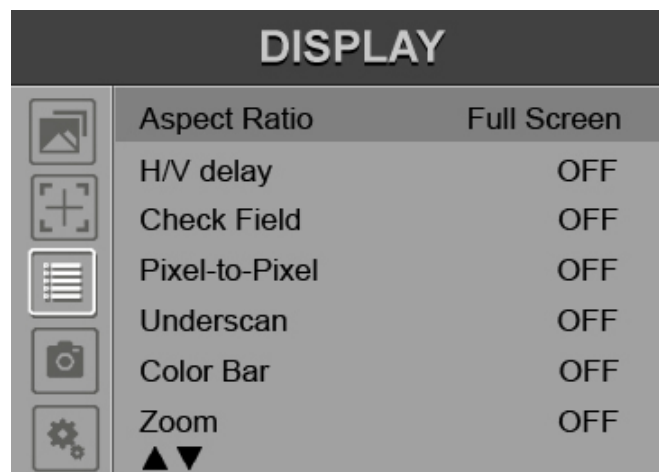 DISPLAY
Aspect Ratio Full Screen
H/V delay OFF
Check Field OFF
Pixel-to-Pixel OFF
Underscan OFF
Color Bar OFF
Zoom OFF